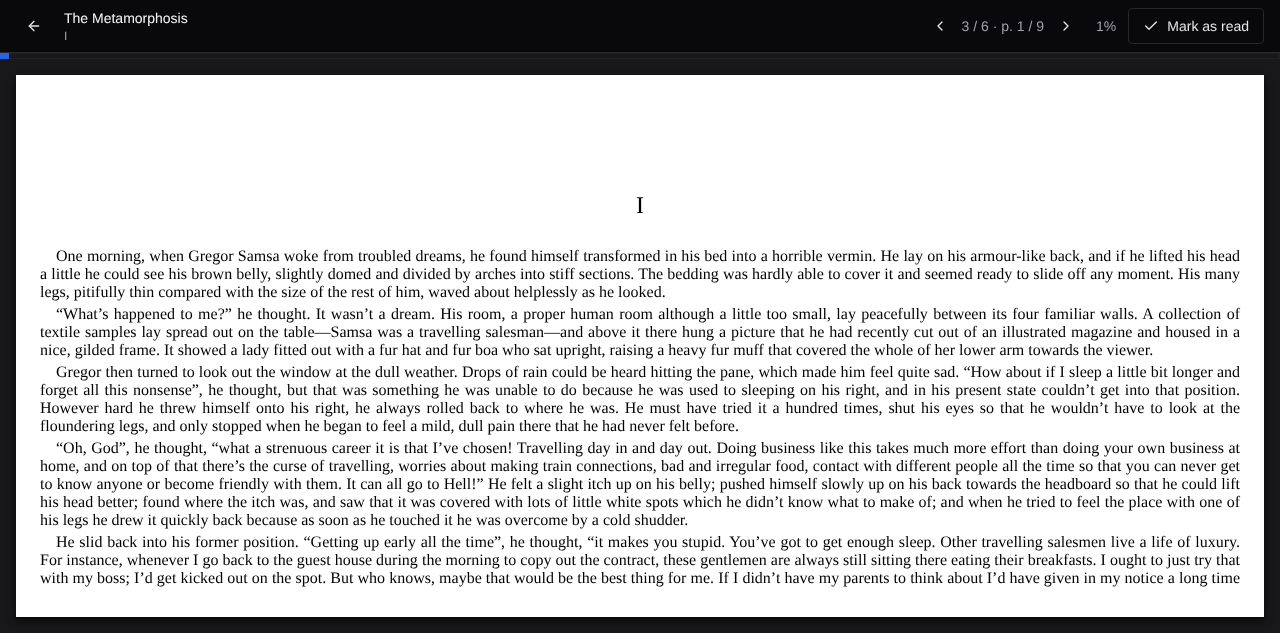 The Metamorphosis
I
3 / 6 · p. 1 / 9
1%
Mark as read
I
One morning, when Gregor Samsa woke from troubled dreams, he found himself transformed in his bed into a horrible vermin. He lay on his armour-like back, and if he lifted his head
a little he could see his brown belly, slightly domed and divided by arches into stiff sections. The bedding was hardly able to cover it and seemed ready to slide off any moment. His many
legs, pitifully thin compared with the size of the rest of him, waved about helplessly as he looked.
“What’s happened to me?” he thought. It wasn’t a dream. His room, a proper human room although a little too small, lay peacefully between its four familiar walls. A collection of
textile samples lay spread out on the table—Samsa was a travelling salesman—and above it there hung a picture that he had recently cut out of an illustrated magazine and housed in a
nice, gilded frame. It showed a lady fitted out with a fur hat and fur boa who sat upright, raising a heavy fur muff that covered the whole of her lower arm towards the viewer.
Gregor then turned to look out the window at the dull weather. Drops of rain could be heard hitting the pane, which made him feel quite sad. “How about if I sleep a little bit longer and
forget all this nonsense”, he thought, but that was something he was unable to do because he was used to sleeping on his right, and in his present state couldn’t get into that position.
However hard he threw himself onto his right, he always rolled back to where he was. He must have tried it a hundred times, shut his eyes so that he wouldn’t have to look at the
floundering legs, and only stopped when he began to feel a mild, dull pain there that he had never felt before.
“Oh, God”, he thought, “what a strenuous career it is that I’ve chosen! Travelling day in and day out. Doing business like this takes much more effort than doing your own business at
home, and on top of that there’s the curse of travelling, worries about making train connections, bad and irregular food, contact with different people all the time so that you can never get
to know anyone or become friendly with them. It can all go to Hell!” He felt a slight itch up on his belly; pushed himself slowly up on his back towards the headboard so that he could lift
his head better; found where the itch was, and saw that it was covered with lots of little white spots which he didn’t know what to make of; and when he tried to feel the place with one of
his legs he drew it quickly back because as soon as he touched it he was overcome by a cold shudder.
He slid back into his former position. “Getting up early all the time”, he thought, “it makes you stupid. You’ve got to get enough sleep. Other travelling salesmen live a life of luxury.
For instance, whenever I go back to the guest house during the morning to copy out the contract, these gentlemen are always still sitting there eating their breakfasts. I ought to just try that
with my boss; I’d get kicked out on the spot. But who knows, maybe that would be the best thing for me. If I didn’t have my parents to think about I’d have given in my notice a long time